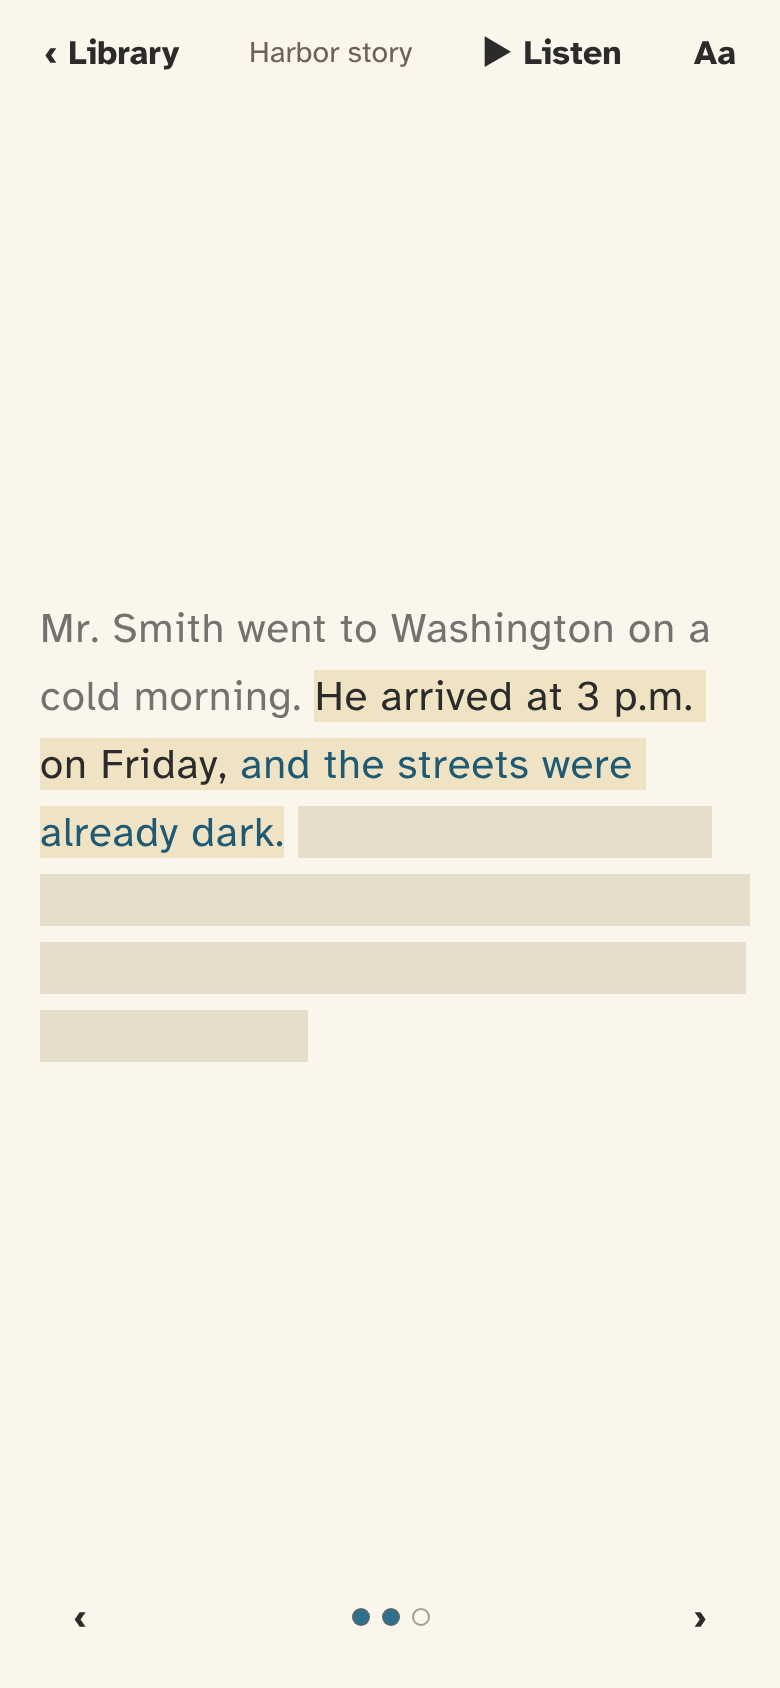 ‹ Library Harbor story ▶ Listen Aa
Mr. Smith went to Washington on a
cold morning. He arrived at 3 p.m.
on Friday, and the streets were
already dark.
‹ ›